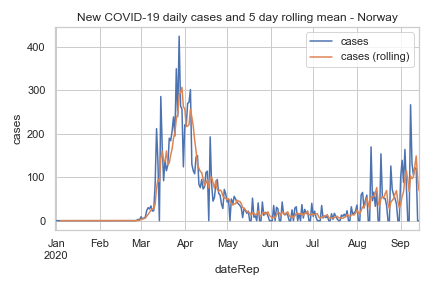 New COVID-19 daily cases and 5 day rolling mean - Norway
cases
cases (rolling)
400
300
200
100
0
cases
Jan Feb Mar Apr May Jun Jul Aug Sep
2020
dateRep